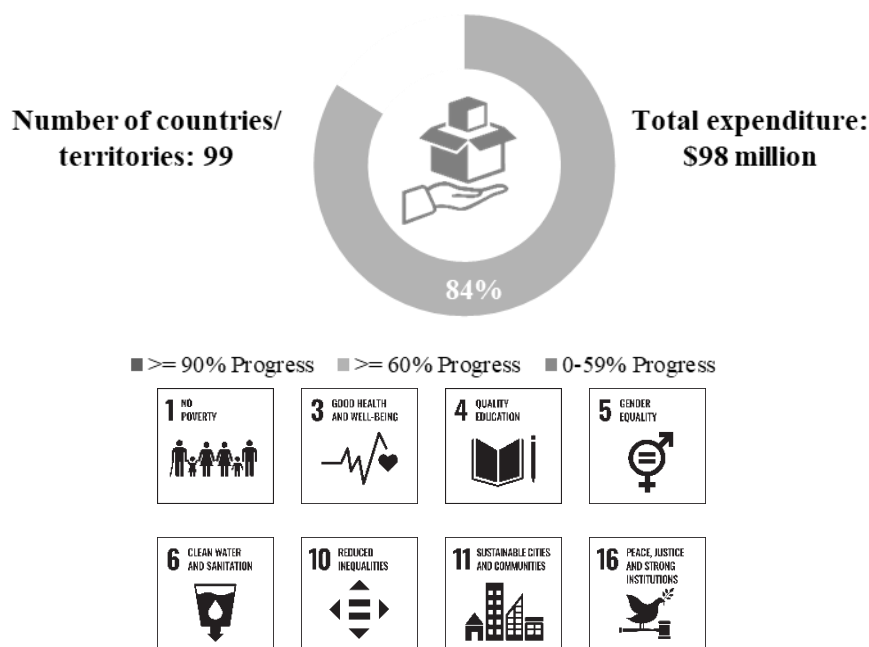 Number of countries/
territories: 99
Total expenditure:
$98 million
84%
>= 90% Progress >= 60% Progress 0-59% Progress
1 NO
POVERTY
3 GOOD HEALTH
AND WELL-BEING
4 QUALITY
EDUCATION
5 GENDER
EQUALITY
6 CLEAN WATER
AND SANITATION
10 REDUCED
INEQUALITIES
11 SUSTAINABLE CITIES
AND COMMUNITIES
16 PEACE, JUSTICE
AND STRONG
INSTITUTIONS